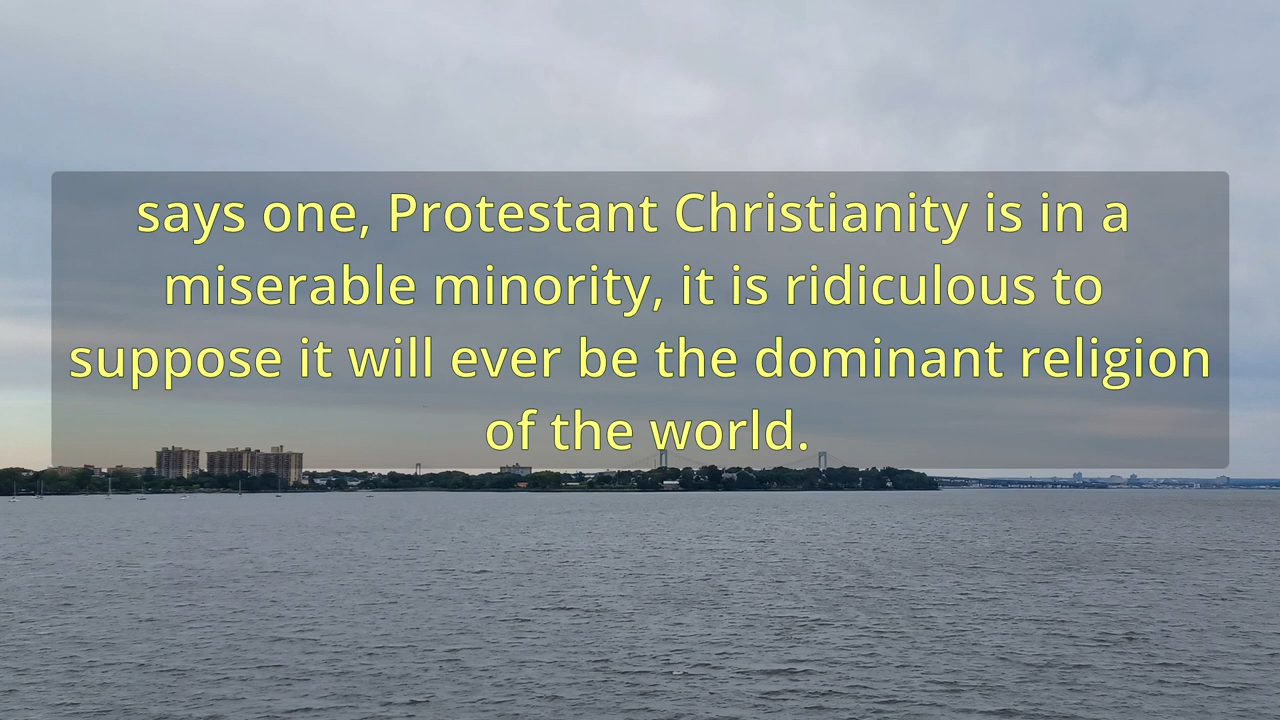 says one, Protestant Christianity is in a
miserable minority, it is ridiculous to
suppose it will ever be the dominant religion
of the world.